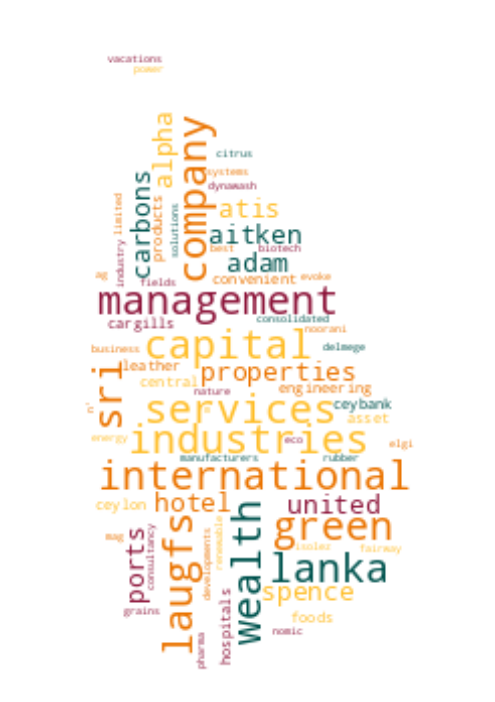 vacations
power
alpha
company
citrus
systems
carbons
dynawash
limited
products
solutions
atis
industry
aitken
best
biotech
adam
ag
fields
convenient
evoke
management
cargills
consolidated
noorani
capital
business
delmege
leather
sri
properties
central
engineering
nature
services
ceybank
n'
asset
industries
energy
eco
elgi
manufacturers
rubber
international
ceylon
hotel
united
laugfs
wealth
green
mag
ports
consultancy
developments
renewable
isolez
fairway
lanka
spence
grains
hospitals
foods
pharma
nomic